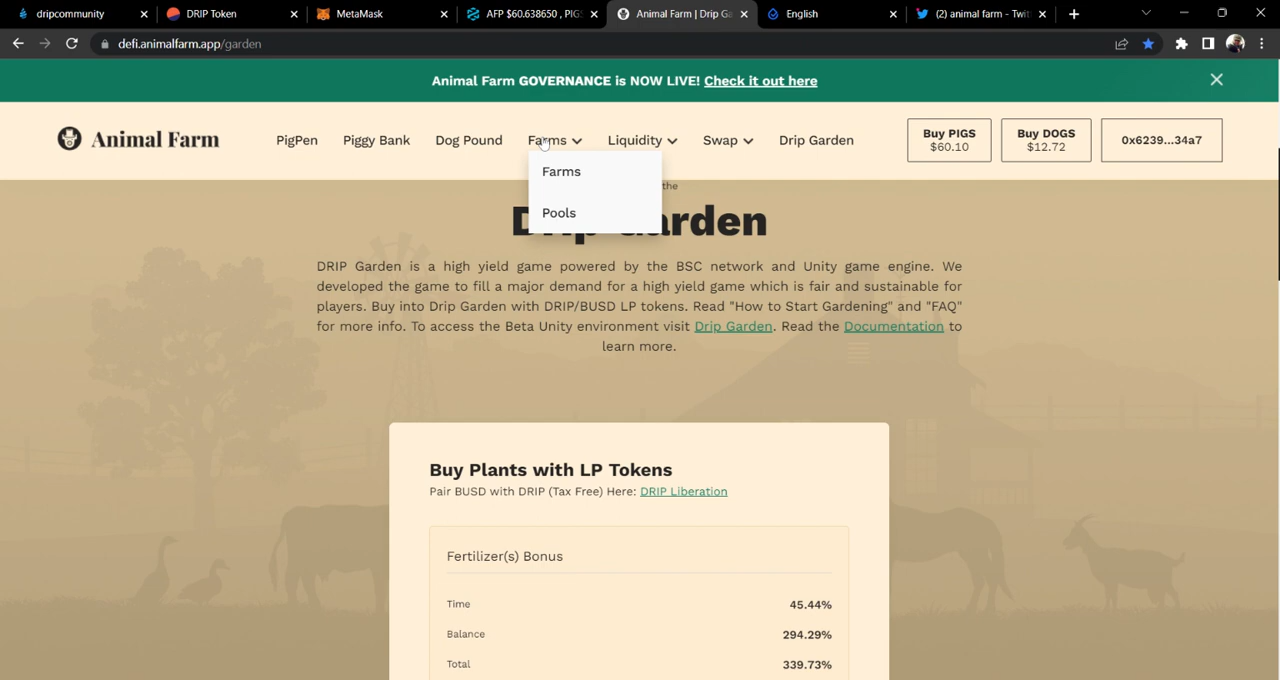 dripcommunity
DRIP Token
MetaMask
AFP $60.638650 , PIGS
Animal Farm | Drip Ga
English
(2) animal farm - Twit
defi.animalfarm.app/garden
Animal Farm GOVERNANCE is NOW LIVE! Check it out here
Animal Farm
PigPen
Piggy Bank
Dog Pound
Farms
Liquidity
Swap
Drip Garden
Buy PIGS
$60.10
Buy DOGS
$12.72
0x6239...34a7
Farms
Pools
the
Drip Garden
DRIP Garden is a high yield game powered by the BSC network and Unity game engine. We
developed the game to fill a major demand for a high yield game which is fair and sustainable for
players. Buy into Drip Garden with DRIP/BUSD LP tokens. Read "How to Start Gardening" and "FAQ"
for more info. To access the Beta Unity environment visit Drip Garden. Read the Documentation to
learn more.
Buy Plants with LP Tokens
Pair BUSD with DRIP (Tax Free) Here: DRIP Liberation
Fertilizer(s) Bonus
Time 45.44%
Balance 294.29%
Total 339.73%